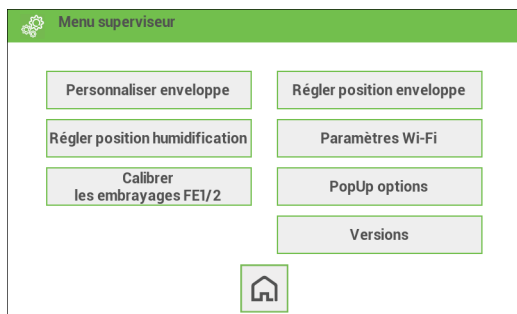 Menu superviseur
Personnaliser enveloppe
Régler position enveloppe
Régler position humidification
Paramètres Wi-Fi
Calibrer
les embrayages FE1/2
PopUp options
Versions